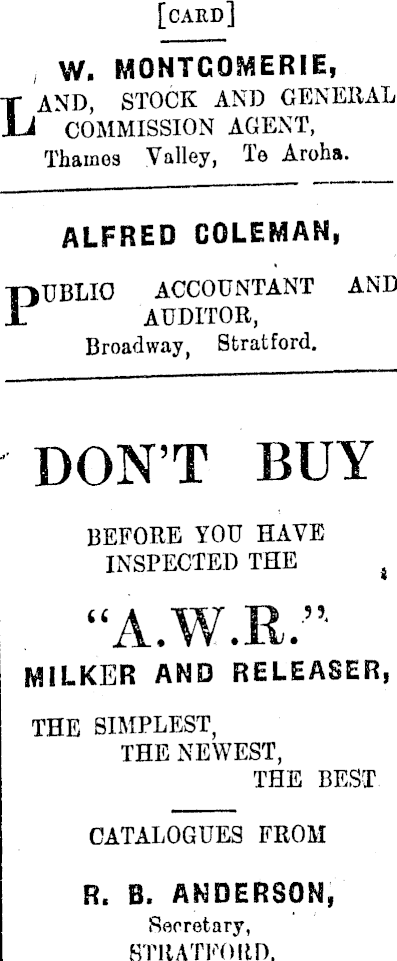 [CARD]
W. MONTGOMERIE,
LAND, STOCK AND GENERAL
COMMISSION AGENT,
Thames Valley, Te Aroha.
ALFRED COLEMAN,
PUBLIC ACCOUNTANT AND
AUDITOR,
Broadway, Stratford.
DON'T BUY
BEFORE YOU HAVE
INSPECTED THE
"A.W.R."
MILKER AND RELEASER,
THE SIMPLEST,
THE NEWEST,
THE BEST
CATALOGUES FROM
R. B. ANDERSON,
Secretary,
STRATFORD.